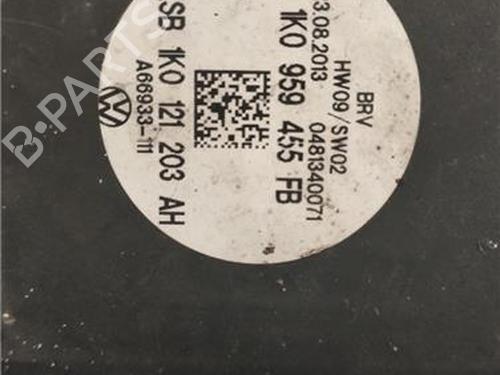 BRV
HW09/SW02
0481340071
3.08.2013
1K0 959 455 FB
SB 1K0 121 203 AH
A66933-111
B-PARTS